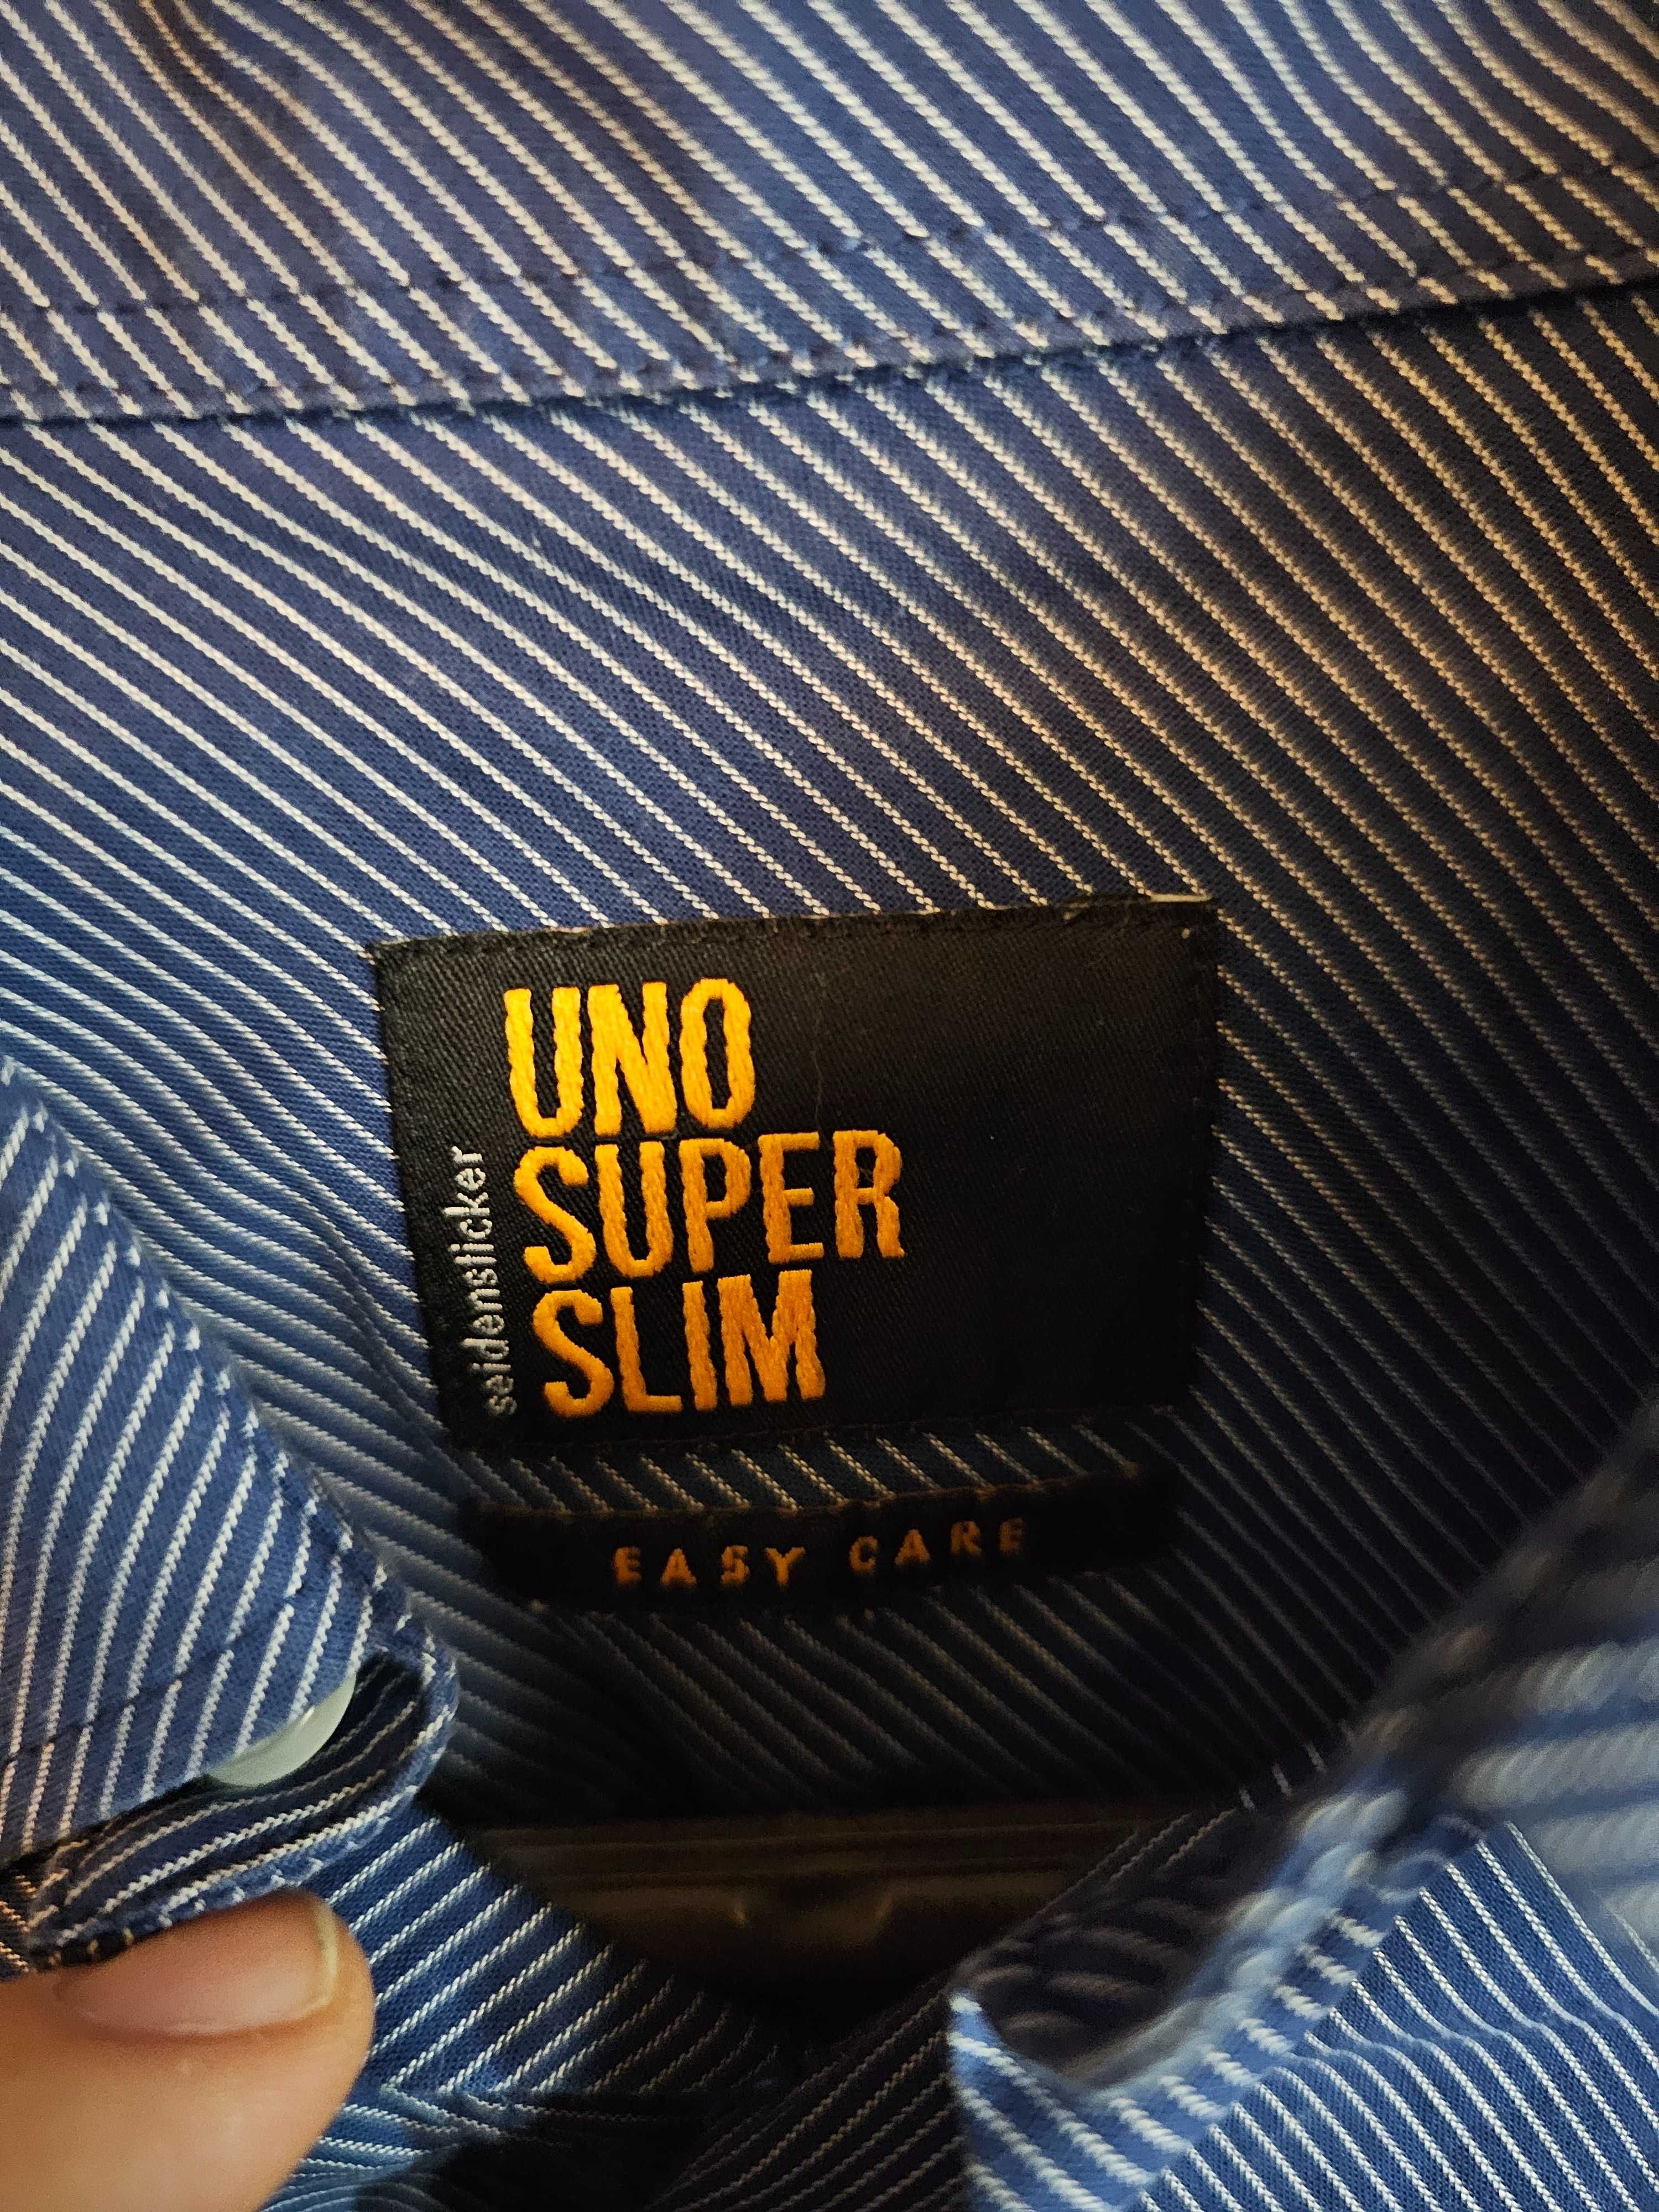 UNO
SUPER
SLIM
seidensticker
EASY CARE